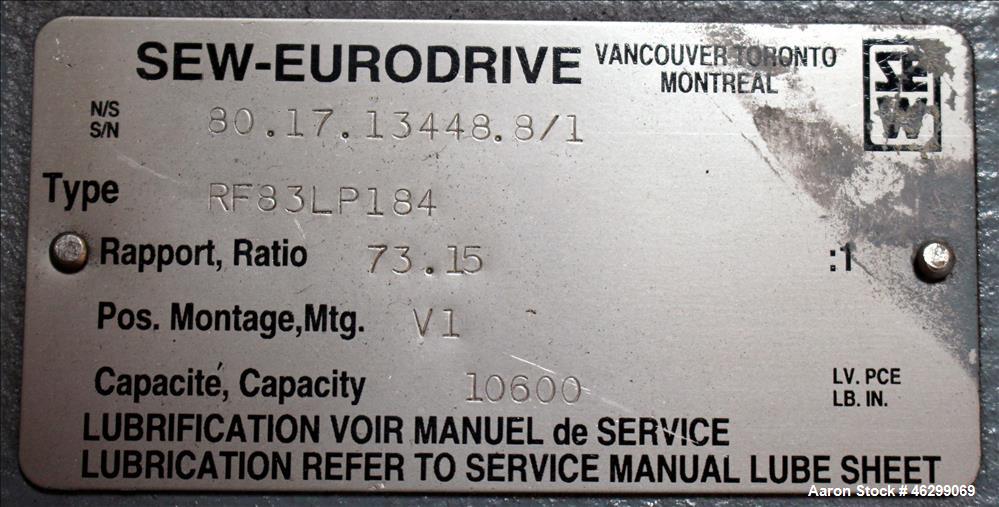 SEW-EURODRIVE VANCOUVER TORONTO
MONTREAL
SEW
N/S
S/N 80.17.13448.8/1
Type RF83LP184
Rapport, Ratio 73.15 :1
Pos. Montage,Mtg. V1
Capacité, Capacity 10600 LV. PCE
LB. IN.
LUBRIFICATION VOIR MANUEL de SERVICE
LUBRICATION REFER TO SERVICE MANUAL LUBE SHEET
Aaron Stock # 46299069